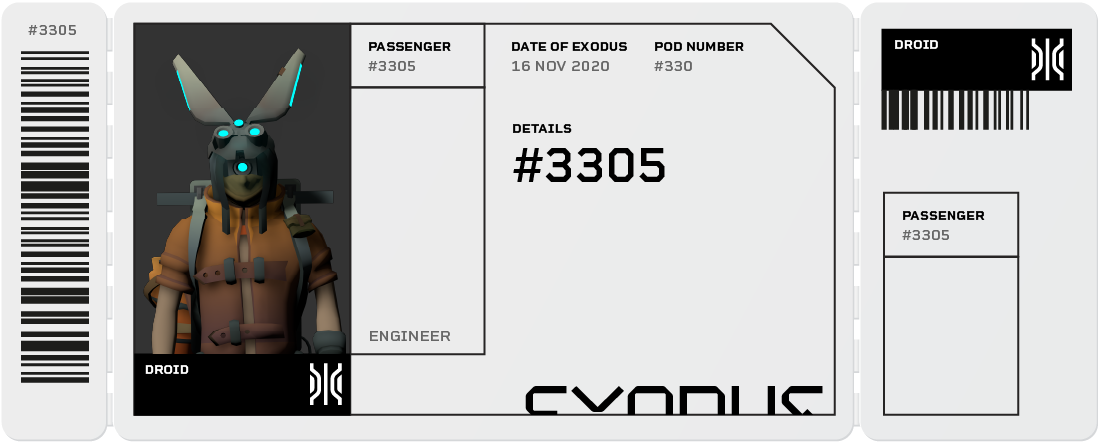 #3305
PASSENGER
#3305
DATE OF EXODUS
16 NOV 2020
POD NUMBER
#330
DETAILS
#3305
ENGINEER
DROID
EXODUS
DROID
PASSENGER
#3305